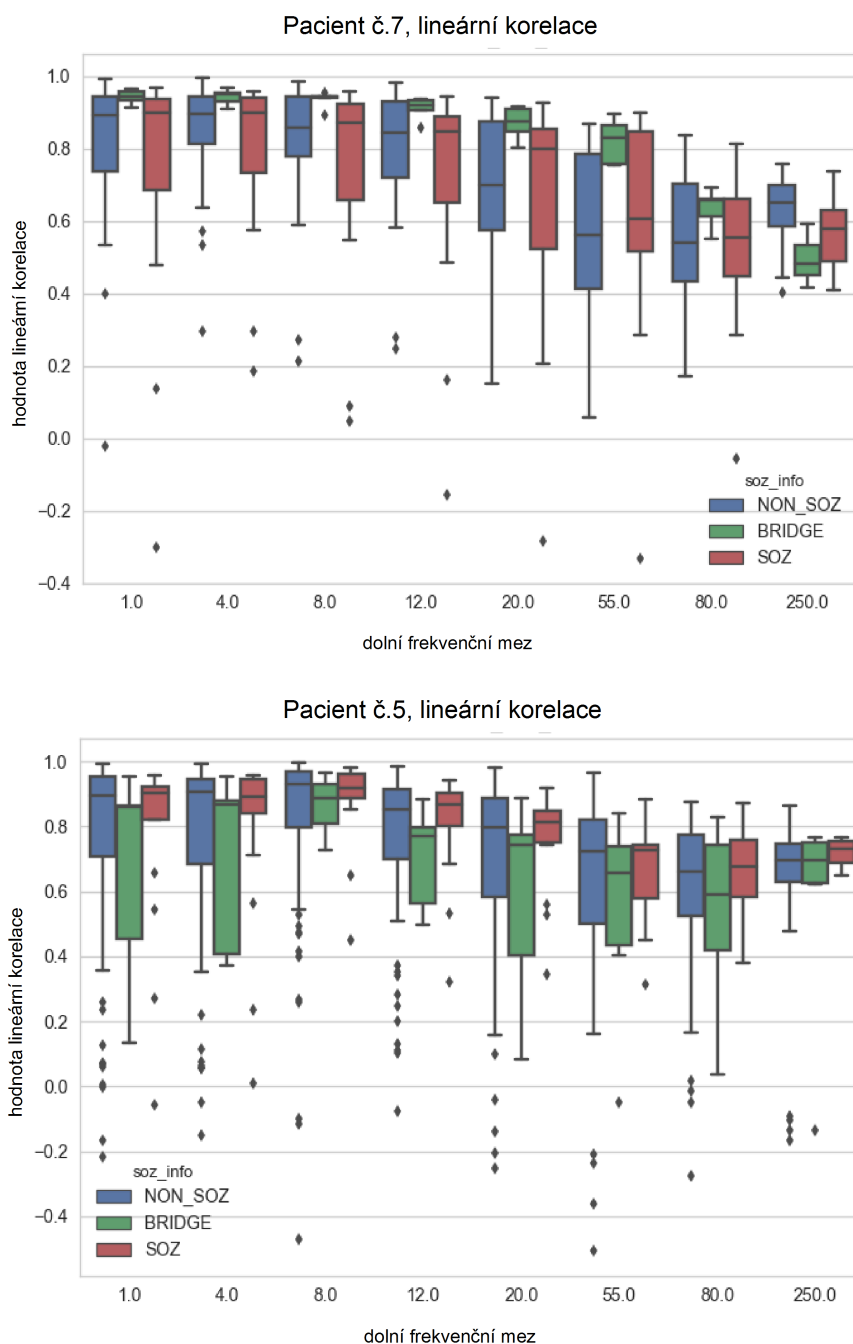 Pacient č.7, lineární korelace
1.0
0.8
0.6
0.4
0.2
0.0
−0.2
−0.4
hodnota lineární korelace
soz_info
NON_SOZ
BRIDGE
SOZ
1.0 4.0 8.0 12.0 20.0 55.0 80.0 250.0
dolní frekvenční mez
Pacient č.5, lineární korelace
1.0
0.8
0.6
0.4
0.2
0.0
−0.2
−0.4
hodnota lineární korelace
soz_info
NON_SOZ
BRIDGE
SOZ
1.0 4.0 8.0 12.0 20.0 55.0 80.0 250.0
dolní frekvenční mez